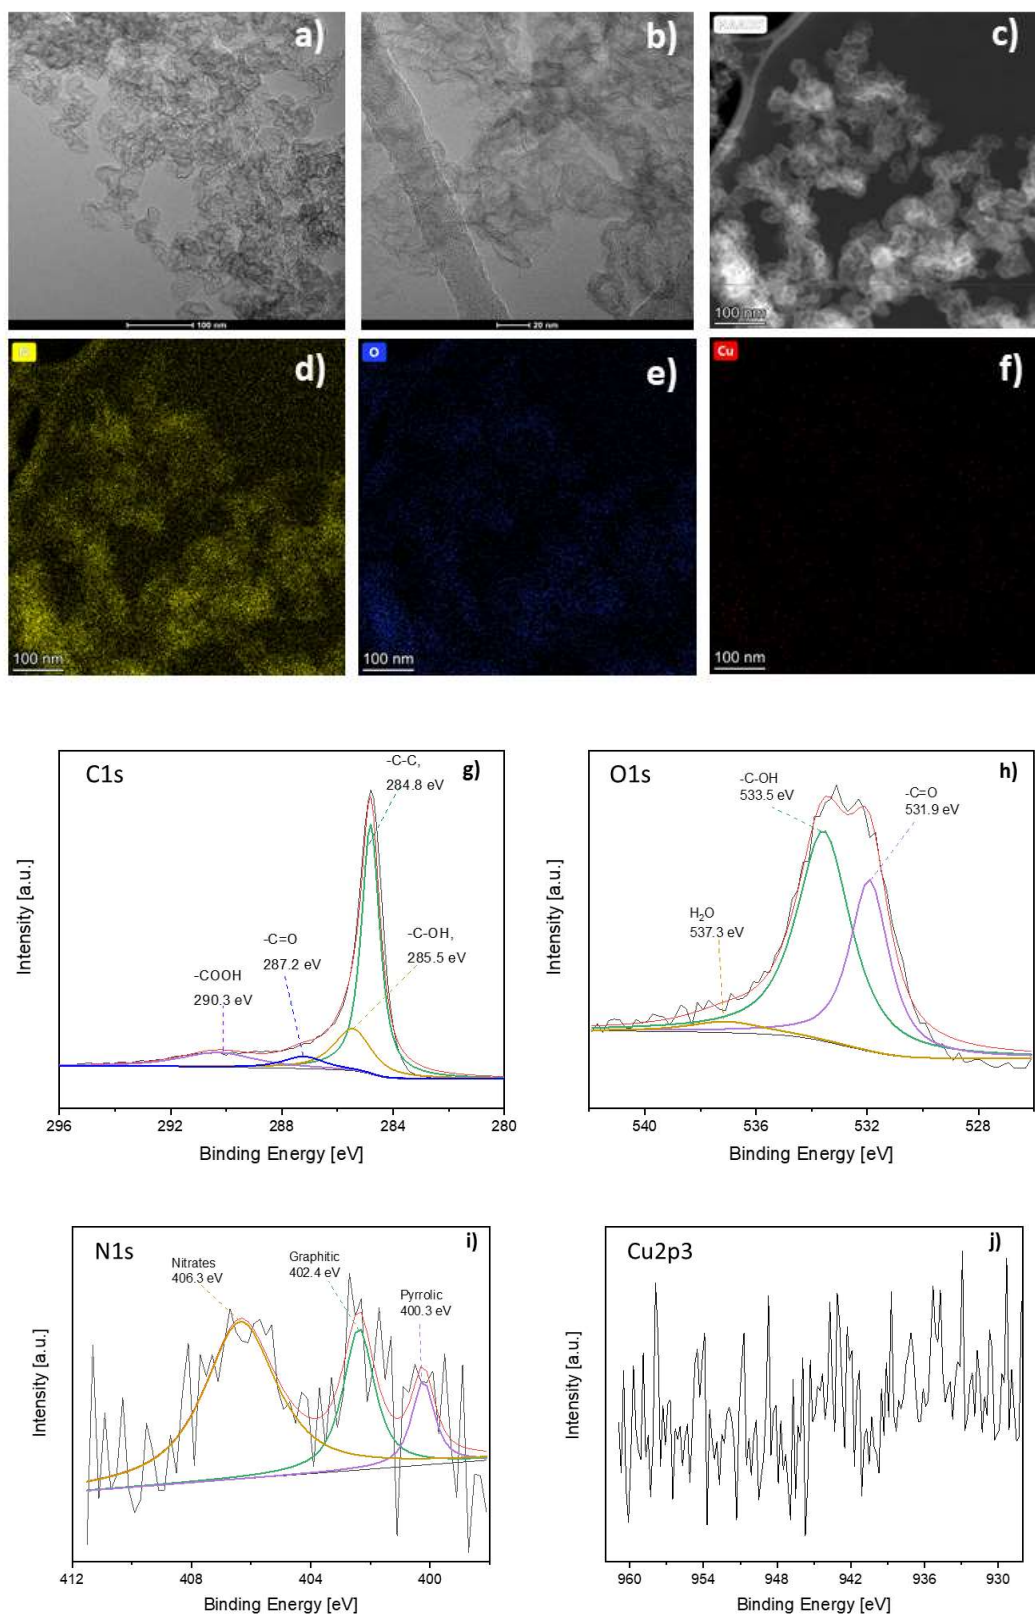 a)
b)
c)
100 nm
20 nm
100 nm
d)
O
e)
Cu
f)
100 nm
100 nm
100 nm
C1s
g)
-C-C,
284.8 eV
-C-OH,
285.5 eV
-C=O
287.2 eV
-COOH
290.3 eV
Intensity [a.u.]
296
292
288
284
280
Binding Energy [eV]
O1s
h)
-C-OH
533.5 eV
-C=O
531.9 eV
H₂O
537.3 eV
Intensity [a.u.]
540
536
532
528
Binding Energy [eV]
N1s
i)
Nitrates
406.3 eV
Graphitic
402.4 eV
Pyrrolic
400.3 eV
Intensity [a.u.]
412
408
404
400
Binding Energy [eV]
Cu2p3
j)
Intensity [a.u.]
960
954
948
942
936
930
Binding Energy [eV]